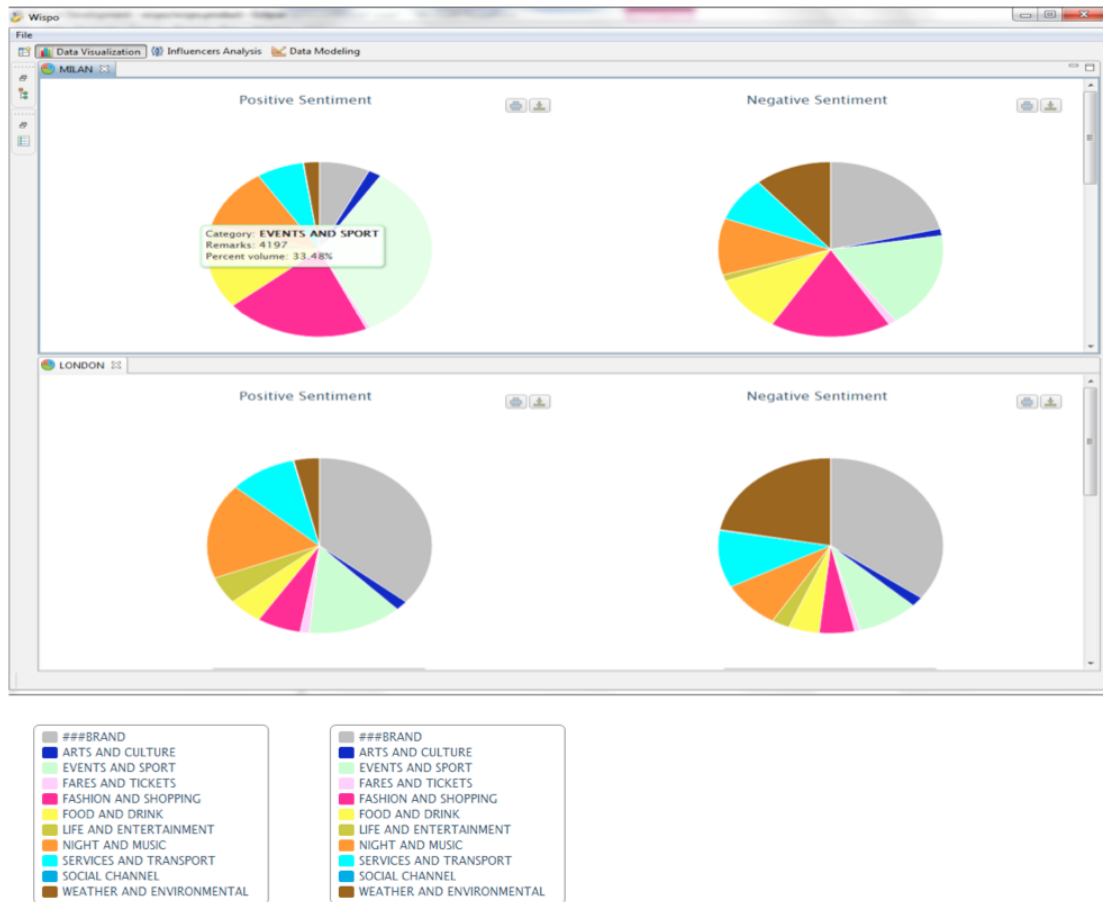 Wispo
File
Data Visualization Influencers Analysis Data Modeling
MILAN
Positive Sentiment
Negative Sentiment
Category: EVENTS AND SPORT
Remarks: 4197
Percent volume: 33.48%
LONDON
Positive Sentiment
Negative Sentiment
###BRAND
ARTS AND CULTURE
EVENTS AND SPORT
FARES AND TICKETS
FASHION AND SHOPPING
FOOD AND DRINK
LIFE AND ENTERTAINMENT
NIGHT AND MUSIC
SERVICES AND TRANSPORT
SOCIAL CHANNEL
WEATHER AND ENVIRONMENTAL
###BRAND
ARTS AND CULTURE
EVENTS AND SPORT
FARES AND TICKETS
FASHION AND SHOPPING
FOOD AND DRINK
LIFE AND ENTERTAINMENT
NIGHT AND MUSIC
SERVICES AND TRANSPORT
SOCIAL CHANNEL
WEATHER AND ENVIRONMENTAL